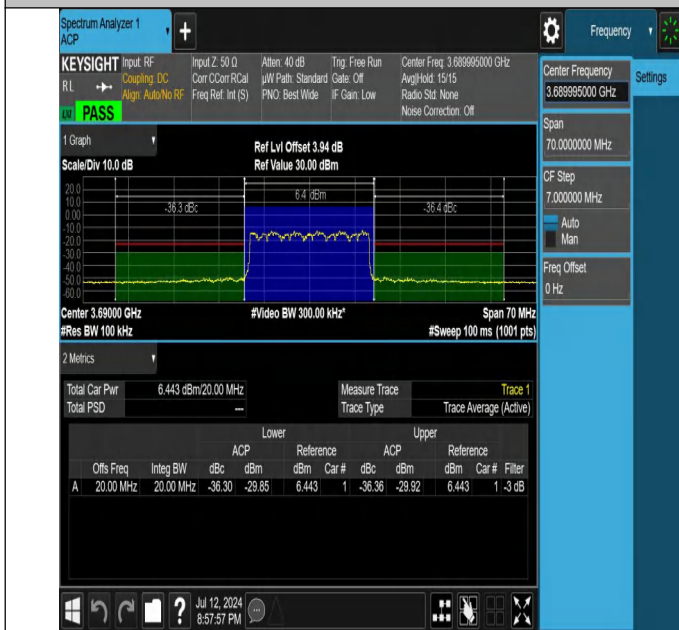 Spectrum Analyzer 1
ACP
Frequency
KEYSIGHT
Input: RF
Coupling: DC
Align: Auto/No RF
Input Z: 50 Ω
Corr CCorr RCal
Freq Ref: Int (S)
Atten: 40 dB
µW Path: Standard
PNO: Best Wide
Trig: Free Run
Gate: Off
IF Gain: Low
Center Freq: 3.689995000 GHz
Avg|Hold: 15/15
Radio Std: None
Noise Correction: Off
RL
PASS
Center Frequency
3.689995000 GHz
Settings
Span
70.0000000 MHz
CF Step
7.000000 MHz
Auto
Man
Freq Offset
0 Hz
1 Graph
Scale/Div 10.0 dB
Ref Lvl Offset 3.94 dB
Ref Value 30.00 dBm
20.0
10.0
0.00
-10.0
-20.0
-30.0
-40.0
-50.0
-60.0
-36.3 dBc
6.4 dBm
-36.4 dBc
Center 3.69000 GHz
#Video BW 300.00 kHz*
Span 70 MHz
#Res BW 100 kHz
#Sweep 100 ms (1001 pts)
2 Metrics
Total Car Pwr 6.443 dBm/20.00 MHz
Total PSD ---
Measure Trace Trace 1
Trace Type Trace Average (Active)
Lower Upper
ACP Reference ACP Reference
Offs Freq Integ BW dBc dBm dBm Car # dBc dBm dBm Car # Filter
A 20.00 MHz 20.00 MHz -36.30 -29.85 6.443 1 -36.36 -29.92 6.443 1 -3 dB
?
Jul 12, 2024
8:57:57 PM